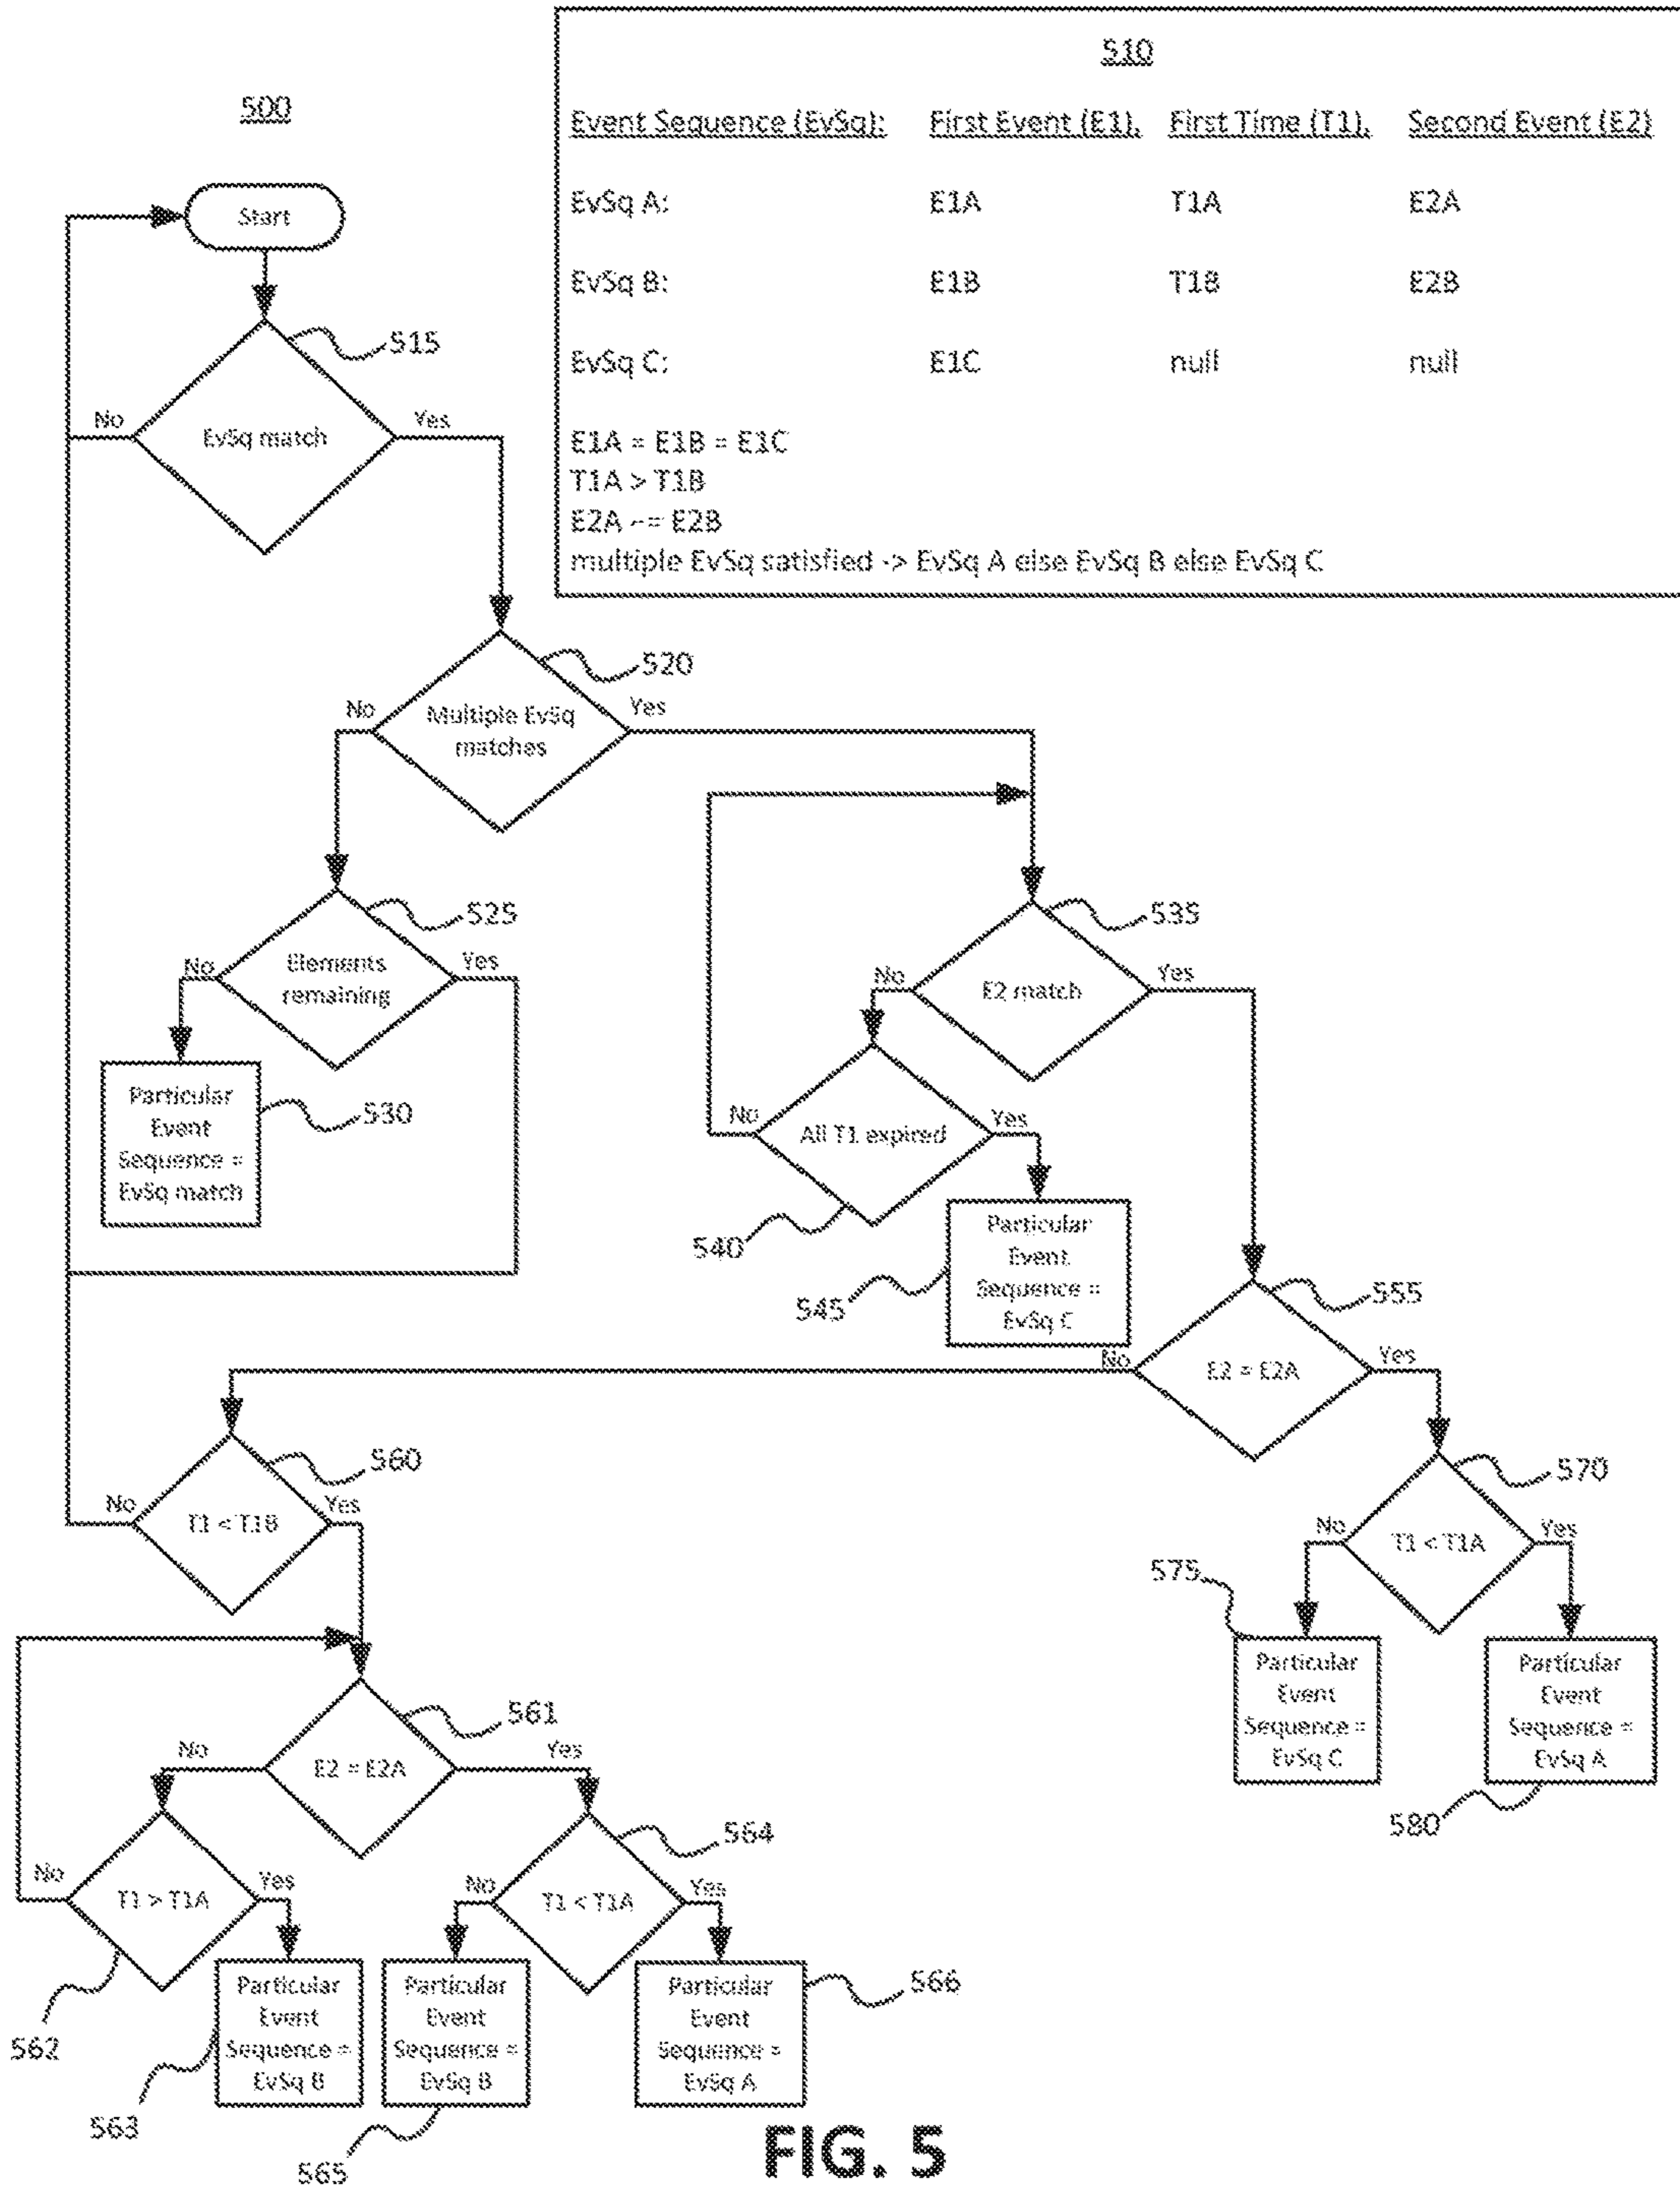 500
510
Event Sequence (EvSq): First Event (E1), First Time (T1), Second Event (E2)
EvSq A: E1A T1A E2A
EvSq B: E1B T1B E2B
EvSq C: E1C null null
E1A = E1B = E1C
T1A > T1B
E2A ~= E2B
multiple EvSq satisfied -> EvSq A else EvSq B else EvSq C
Start
515
No
EvSq match
Yes
520
No
Multiple EvSq
matches
Yes
525
No
Elements
remaining
Yes
530
Particular
Event
Sequence =
EvSq match
535
No
E2 match
Yes
No
All T1 expired
Yes
540
545
Particular
Event
Sequence =
EvSq C
555
No
E2 = E2A
Yes
560
No
T1 < T1B
Yes
570
No
T1 < T1A
Yes
575
Particular
Event
Sequence =
EvSq C
Particular
Event
Sequence =
EvSq A
580
561
No
E2 = E2A
Yes
564
No
T1 > T1A
Yes
No
T1 < T1A
Yes
562
563
Particular
Event
Sequence =
EvSq B
Particular
Event
Sequence =
EvSq B
565
566
Particular
Event
Sequence =
EvSq A
FIG. 5